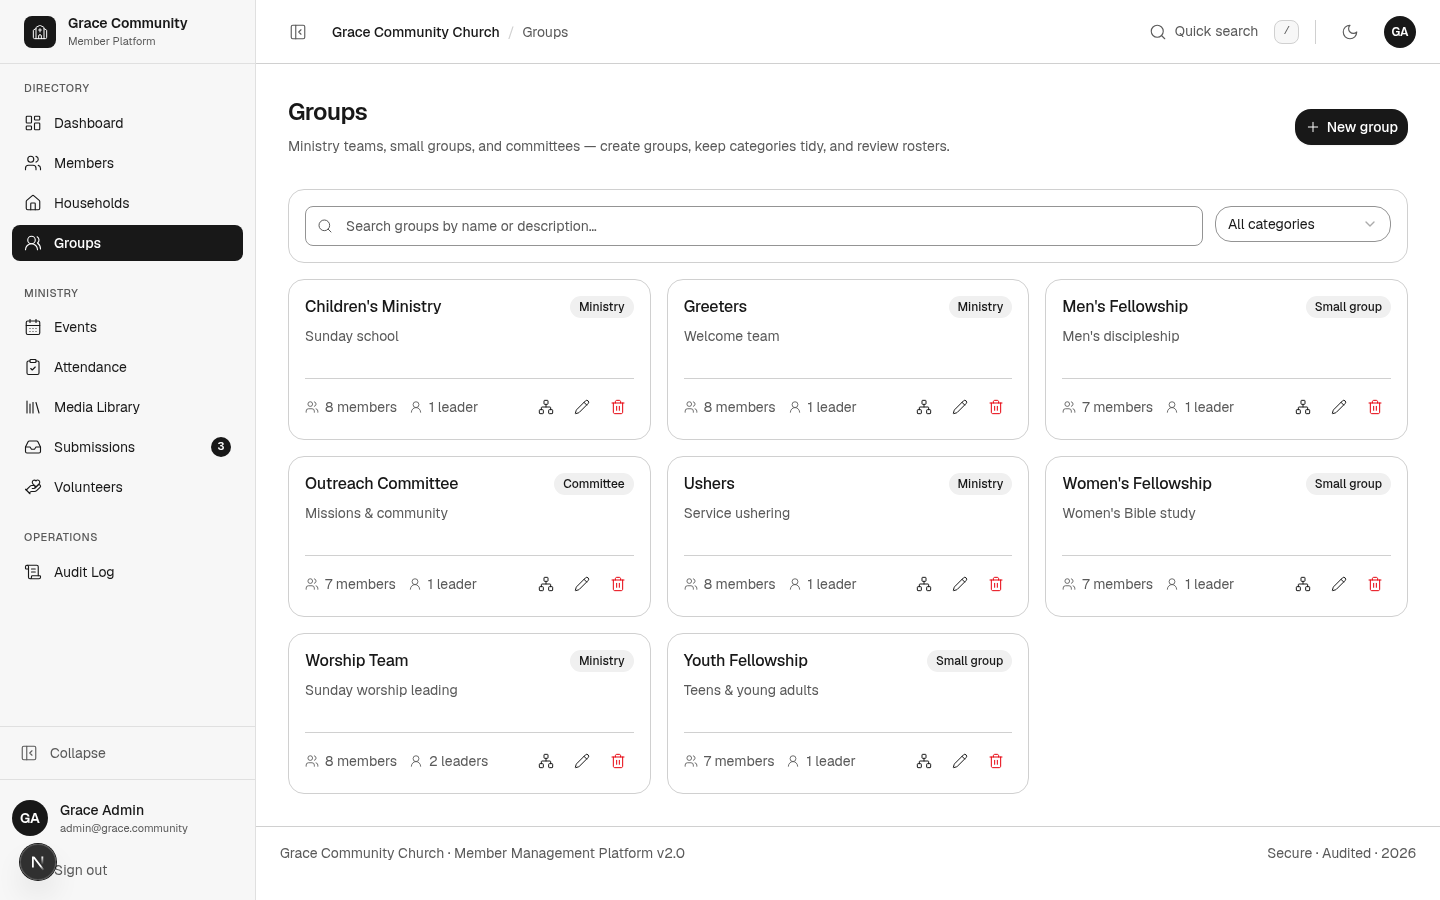 Grace Community
Member Platform
DIRECTORY
Dashboard
Members
Households
Groups
MINISTRY
Events
Attendance
Media Library
Submissions 3
Volunteers
OPERATIONS
Audit Log
Collapse
GA Grace Admin
admin@grace.community
N Sign out
Grace Community Church / Groups
Quick search /
GA
Groups
Ministry teams, small groups, and committees — create groups, keep categories tidy, and review rosters.
New group
Search groups by name or description...
All categories
Children's Ministry Ministry
Sunday school
8 members 1 leader
Greeters Ministry
Welcome team
8 members 1 leader
Men's Fellowship Small group
Men's discipleship
7 members 1 leader
Outreach Committee Committee
Missions & community
7 members 1 leader
Ushers Ministry
Service ushering
8 members 1 leader
Women's Fellowship Small group
Women's Bible study
7 members 1 leader
Worship Team Ministry
Sunday worship leading
8 members 2 leaders
Youth Fellowship Small group
Teens & young adults
7 members 1 leader
Grace Community Church · Member Management Platform v2.0
Secure · Audited · 2026